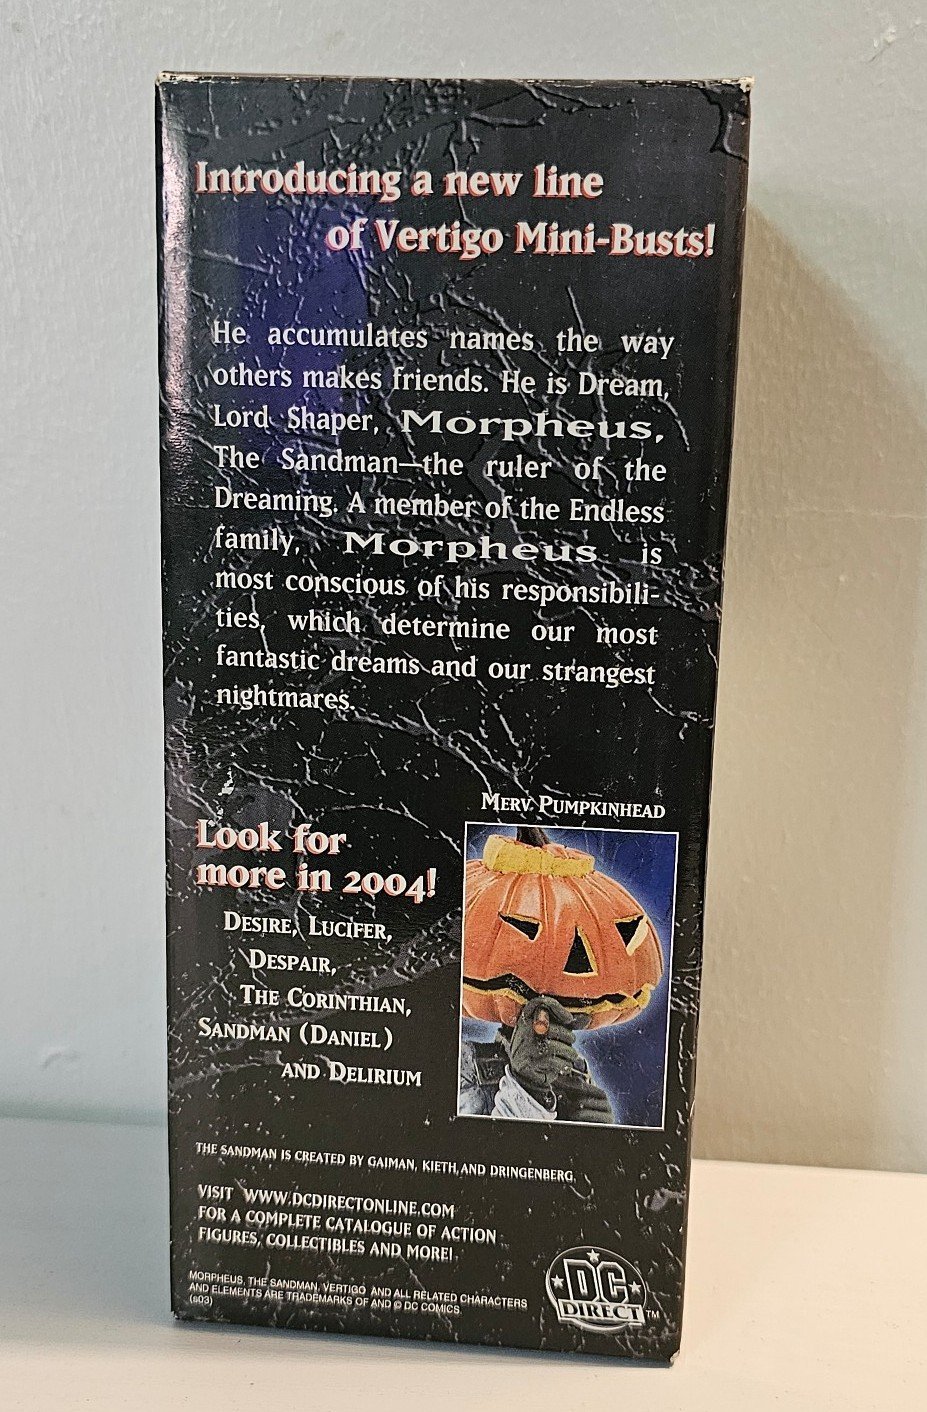 Introducing a new line
of Vertigo Mini-Busts!
He accumulates names the way
others makes friends. He is Dream,
Lord Shaper, Morpheus,
The Sandman—the ruler of the
Dreaming. A member of the Endless
family, Morpheus is
most conscious of his responsibili-
ties, which determine our most
fantastic dreams and our strangest
nightmares.
MERV PUMPKINHEAD
Look for
more in 2004!
DESIRE, LUCIFER,
DESPAIR,
THE CORINTHIAN,
SANDMAN (DANIEL)
AND DELIRIUM
THE SANDMAN IS CREATED BY GAIMAN, KIETH, AND DRINGENBERG
VISIT WWW.DCDIRECTONLINE.COM
FOR A COMPLETE CATALOGUE OF ACTION
FIGURES, COLLECTIBLES AND MORE!
MORPHEUS, THE SANDMAN, VERTIGO AND ALL RELATED CHARACTERS
AND ELEMENTS ARE TRADEMARKS OF AND © DC COMICS.
(s03)
DC
DIRECT™